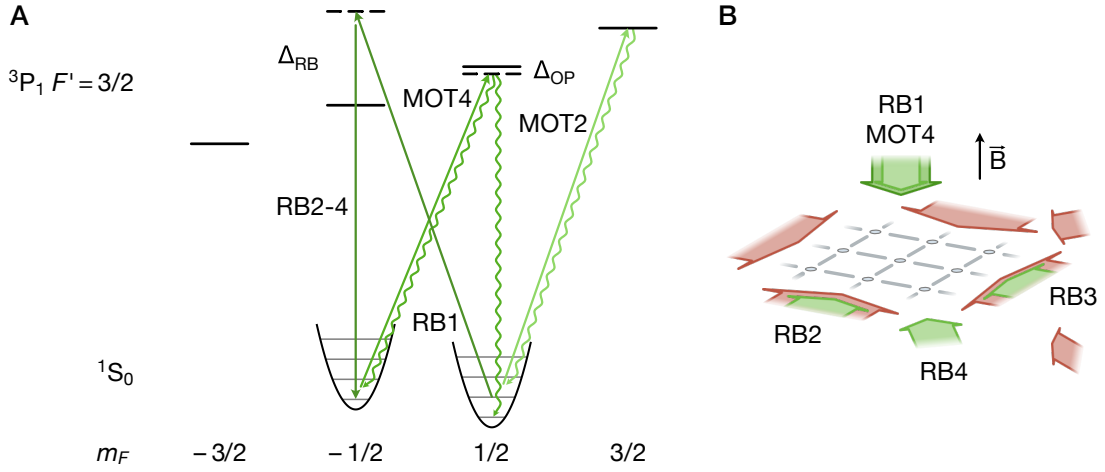 A
Δ_RB
³P₁ F' = 3/2
Δ_OP
MOT4
MOT2
RB2-4
RB1
¹S₀
m_F
− 3/2
− 1/2
1/2
3/2
B
RB1
MOT4
B⃗
RB3
RB2
RB4